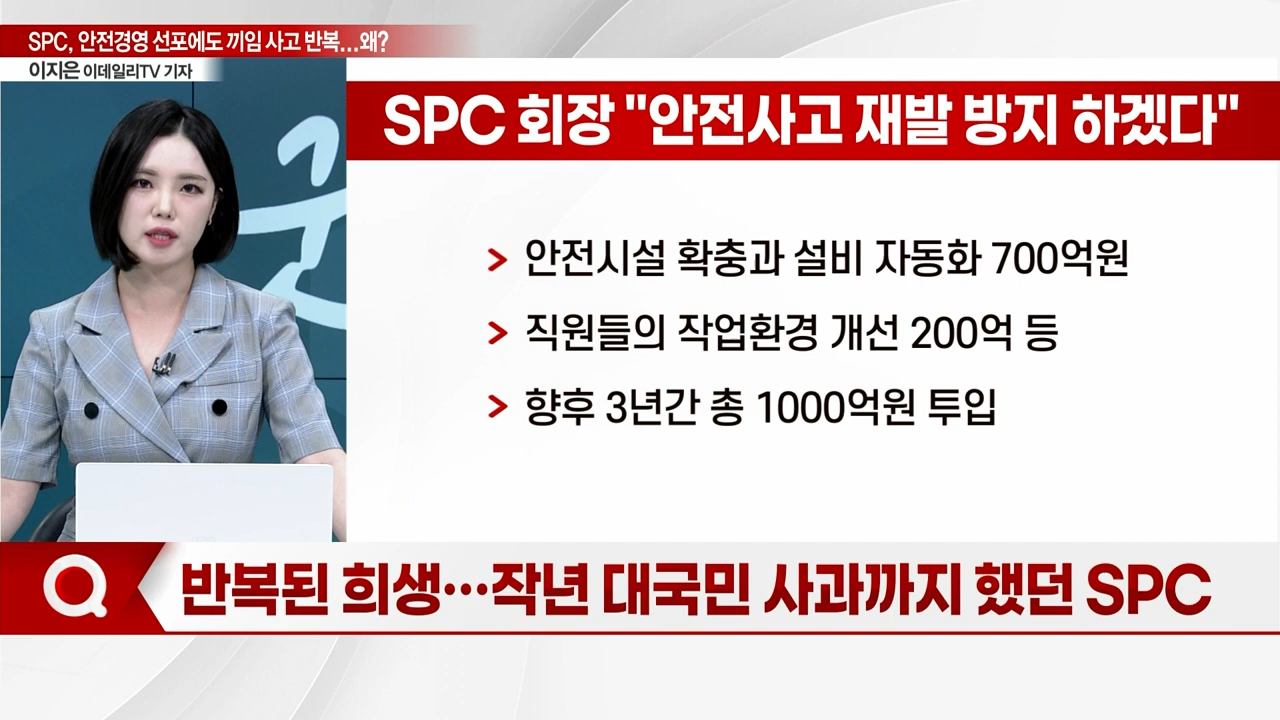 SPC, 안전경영 선포에도 끼임 사고 반복...왜?
이지은 이데일리TV 기자
SPC 회장 "안전사고 재발 방지 하겠다"
> 안전시설 확충과 설비 자동화 700억원
> 직원들의 작업환경 개선 200억 등
> 향후 3년간 총 1000억원 투입
Q 반복된 희생…작년 대국민 사과까지 했던 SPC